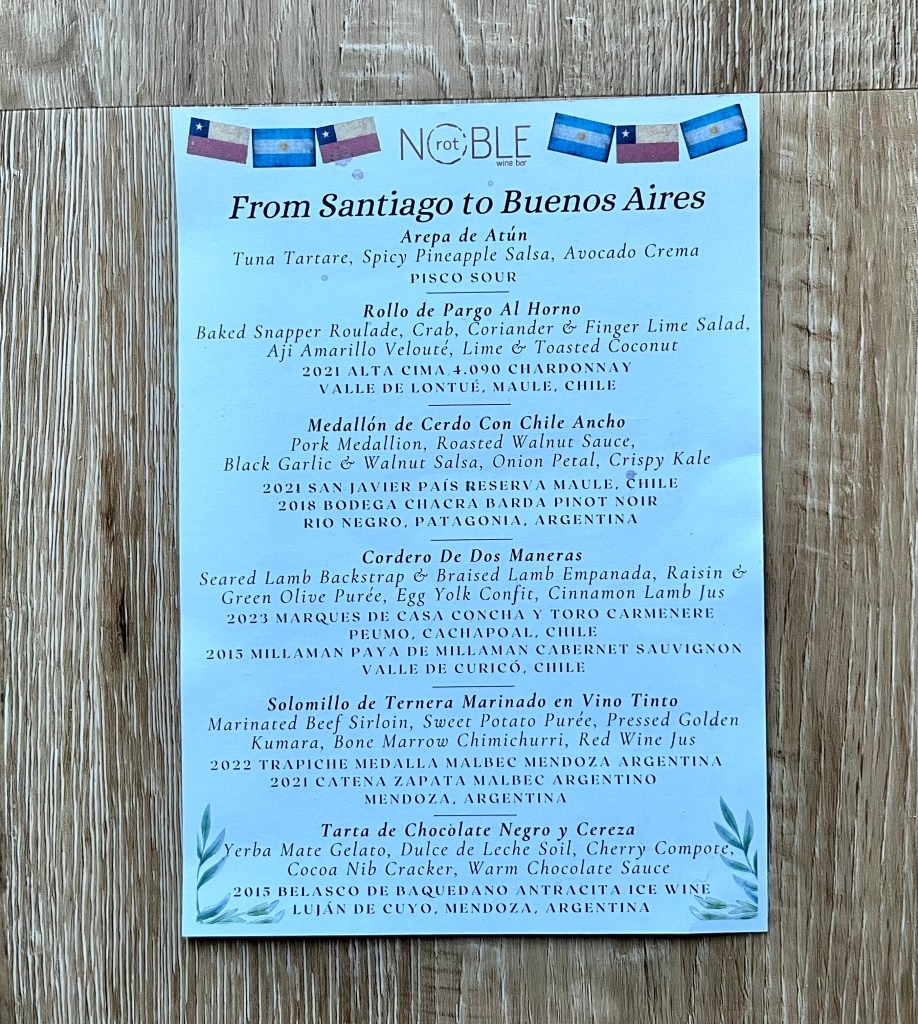 NOBLE
rot
wine bar
From Santiago to Buenos Aires
Arepa de Atún
Tuna Tartare, Spicy Pineapple Salsa, Avocado Crema
PISCO SOUR
Rollo de Pargo Al Horno
Baked Snapper Roulade, Crab, Coriander & Finger Lime Salad,
Aji Amarillo Velouté, Lime & Toasted Coconut
2021 ALTA CIMA 4.090 CHARDONNAY
VALLE DE LONTUÉ, MAULE, CHILE
Medallón de Cerdo Con Chile Ancho
Pork Medallion, Roasted Walnut Sauce,
Black Garlic & Walnut Salsa, Onion Petal, Crispy Kale
2021 SAN JAVIER PAÍS RESERVA MAULE, CHILE
2018 BODEGA CHACRA BARDA PINOT NOIR
RIO NEGRO, PATAGONIA, ARGENTINA
Cordero De Dos Maneras
Seared Lamb Backstrap & Braised Lamb Empanada, Raisin &
Green Olive Purée, Egg Yolk Confit, Cinnamon Lamb Jus
2023 MARQUES DE CASA CONCHA Y TORO CARMENERE
PEUMO, CACHAPOAL, CHILE
2015 MILLAMAN PAYA DE MILLAMAN CABERNET SAUVIGNON
VALLE DE CURICÓ, CHILE
Solomillo de Ternera Marinado en Vino Tinto
Marinated Beef Sirloin, Sweet Potato Purée, Pressed Golden
Kumara, Bone Marrow Chimichurri, Red Wine Jus
2022 TRAPICHE MEDALLA MALBEC MENDOZA ARGENTINA
2021 CATENA ZAPATA MALBEC ARGENTINO
MENDOZA, ARGENTINA
Tarta de Chocolate Negro y Cereza
Yerba Mate Gelato, Dulce de Leche Soil, Cherry Compote,
Cocoa Nib Cracker, Warm Chocolate Sauce
2015 BELASCO DE BAQUEDANO ANTRACITA ICE WINE
LUJÁN DE CUYO, MENDOZA, ARGENTINA